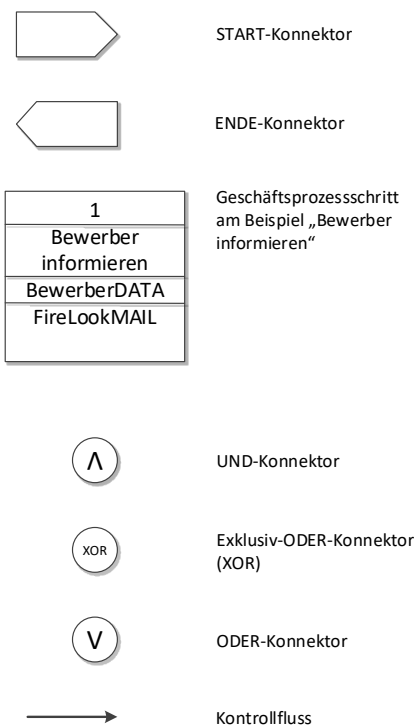 START-Konnektor
ENDE-Konnektor
1
Bewerber
informieren
BewerberDATA
FireLookMAIL
Geschäftsprozessschritt
am Beispiel „Bewerber
informieren“
Λ
UND-Konnektor
XOR
Exklusiv-ODER-Konnektor
(XOR)
V
ODER-Konnektor
Kontrollfluss